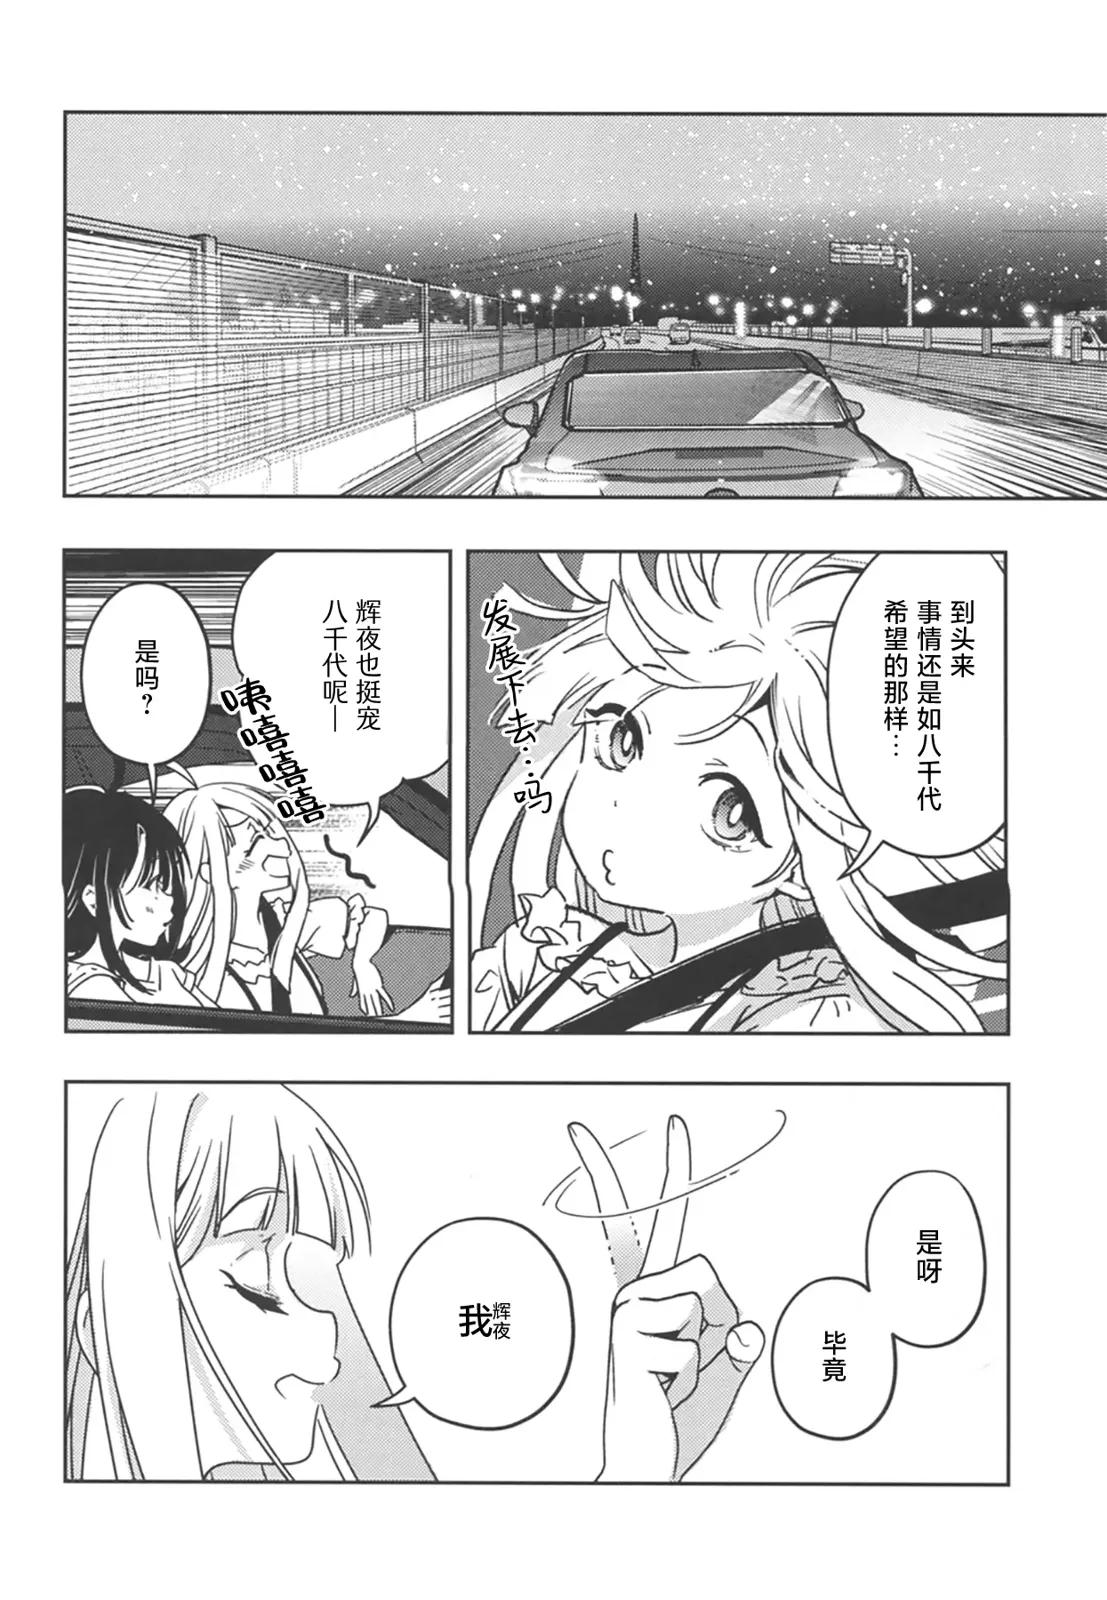 到头来
事情还是如八千代
希望的那样…
发展下去…吗
辉夜也挺宠
八千代呢—
咦嘻嘻嘻嘻
是吗?
是呀
毕竟
辉夜
我